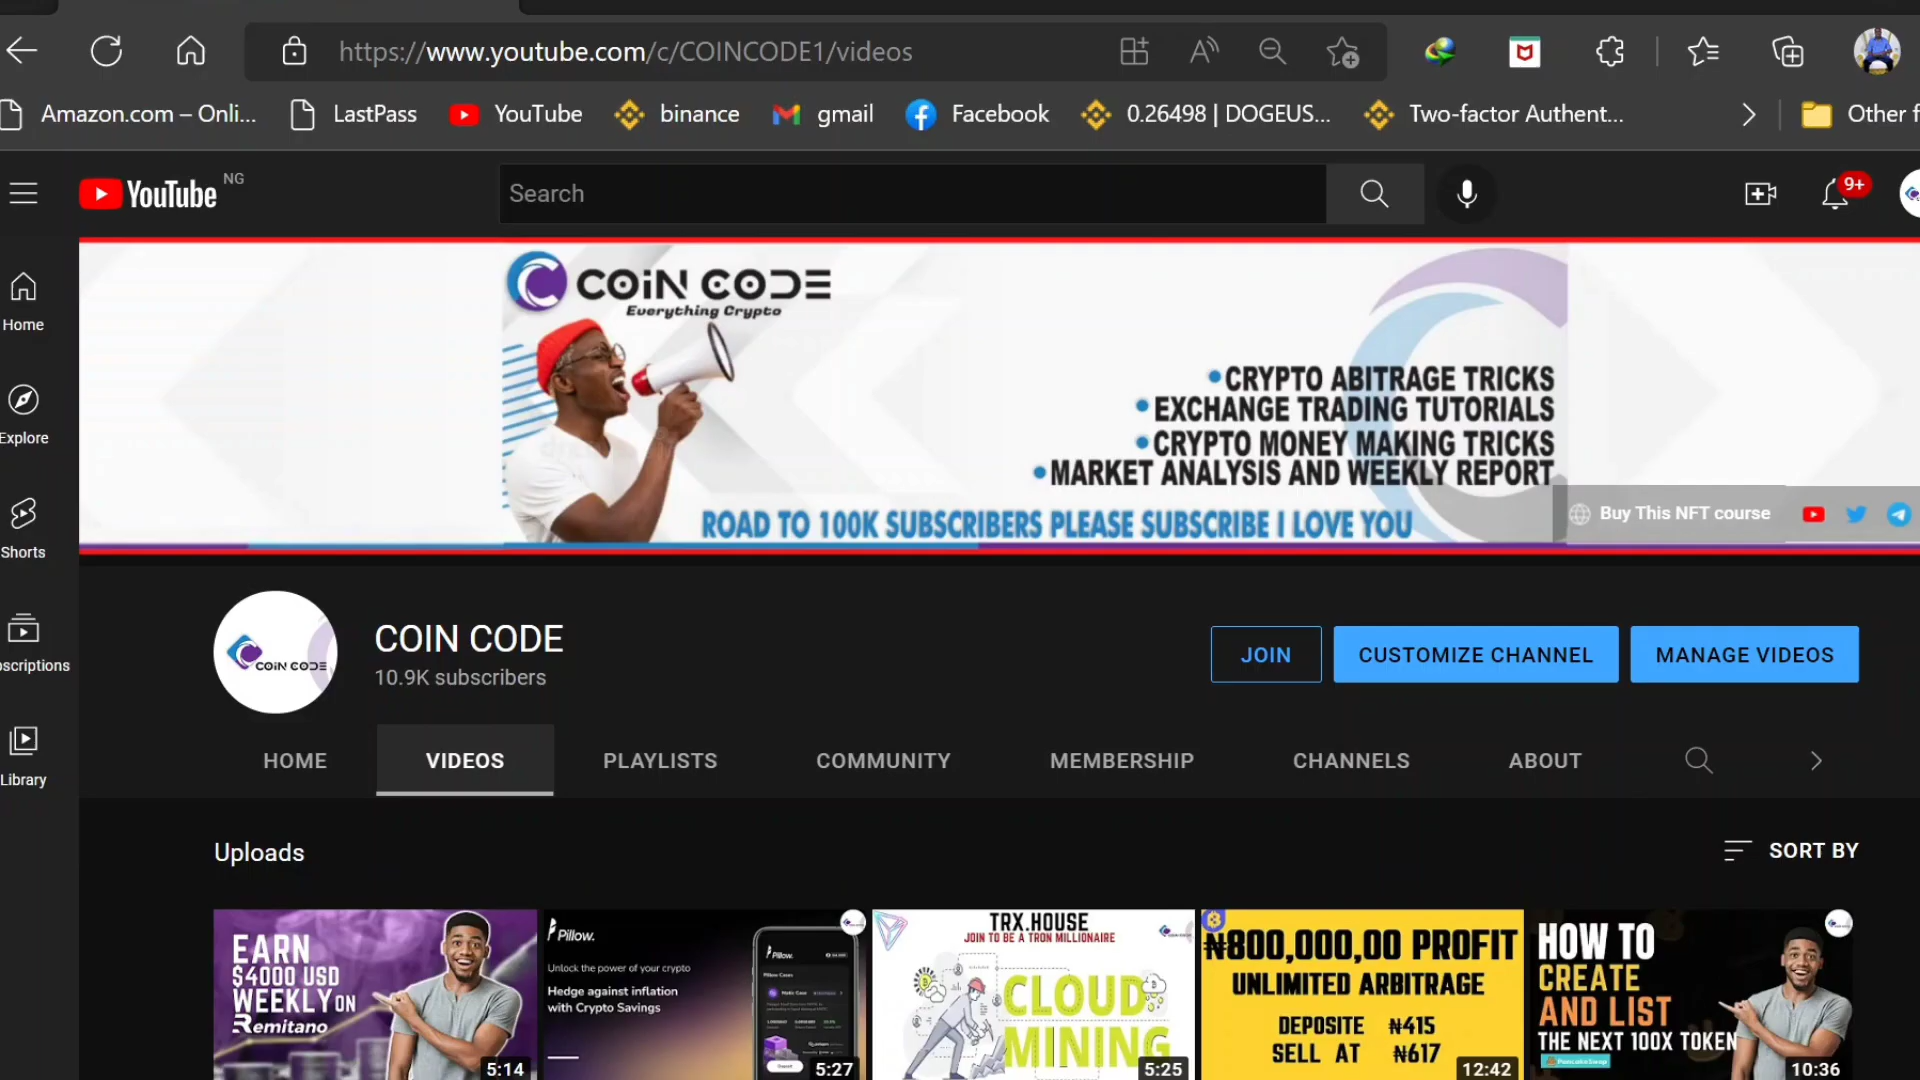 https://www.youtube.com/c/COINCODE1/videos
Amazon.com – Onli...
LastPass
YouTube
binance
gmail
Facebook
0.26498 | DOGEUS...
Two-factor Authent...
Other f
YouTube NG
Search
9+
COiN CODE
Everything Crypto
•CRYPTO ABITRAGE TRICKS
•EXCHANGE TRADING TUTORIALS
•CRYPTO MONEY MAKING TRICKS
•MARKET ANALYSIS AND WEEKLY REPORT
ROAD TO 100K SUBSCRIBERS PLEASE SUBSCRIBE I LOVE YOU
Buy This NFT course
Home
Explore
Shorts
oscriptions
Library
COiN CODE
COIN CODE
10.9K subscribers
JOIN
CUSTOMIZE CHANNEL
MANAGE VIDEOS
HOME
VIDEOS
PLAYLISTS
COMMUNITY
MEMBERSHIP
CHANNELS
ABOUT
Uploads
SORT BY
EARN
$4000 USD
WEEKLY ON
Remitano
5:14
Pillow.
Unlock the power of your crypto
Hedge against inflation
with Crypto Savings
Pillow.
5:27
TRX.HOUSE
JOIN TO BE A TRON MILLIONAIRE
CLOUD
MINING
5:25
₦800,000,00 PROFIT
UNLIMITED ARBITRAGE
DEPOSITE ₦415
SELL AT ₦617
12:42
HOW TO
CREATE
AND LIST
THE NEXT 100X TOKEN
PancakeSwap
10:36